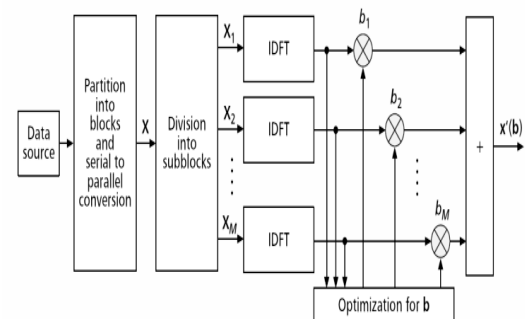 Data
source
Partition
into
blocks
and
serial to
parallel
conversion
X
Division
into
subblocks
X1
X2
XM
IDFT
IDFT
IDFT
b1
b2
bM
+
x'(b)
Optimization for b